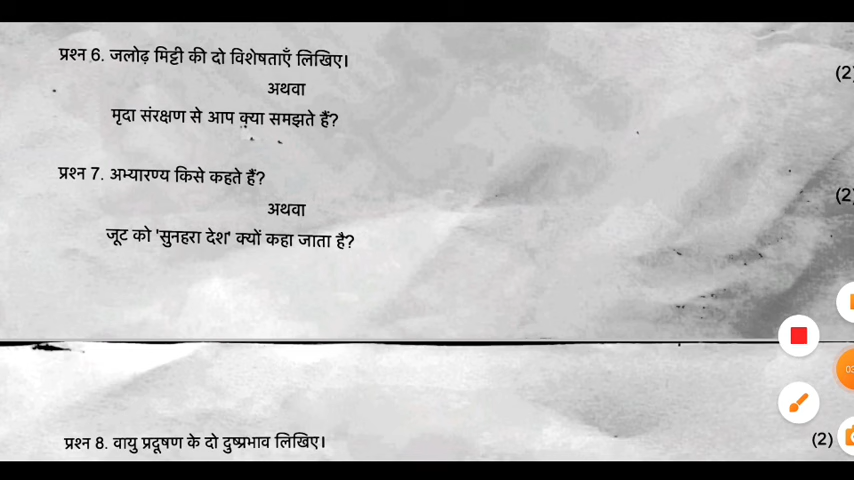 प्रश्न 6. जलोढ़ मिट्टी की दो विशेषताएँ लिखिए।
(2)
अथवा
मृदा संरक्षण से आप क्या समझते हैं?
प्रश्न 7. अभ्यारण्य किसे कहते हैं?
(2)
अथवा
जूट को 'सुनहरा देश' क्यों कहा जाता है?
प्रश्न 8. वायु प्रदूषण के दो दुष्प्रभाव लिखिए।
(2)